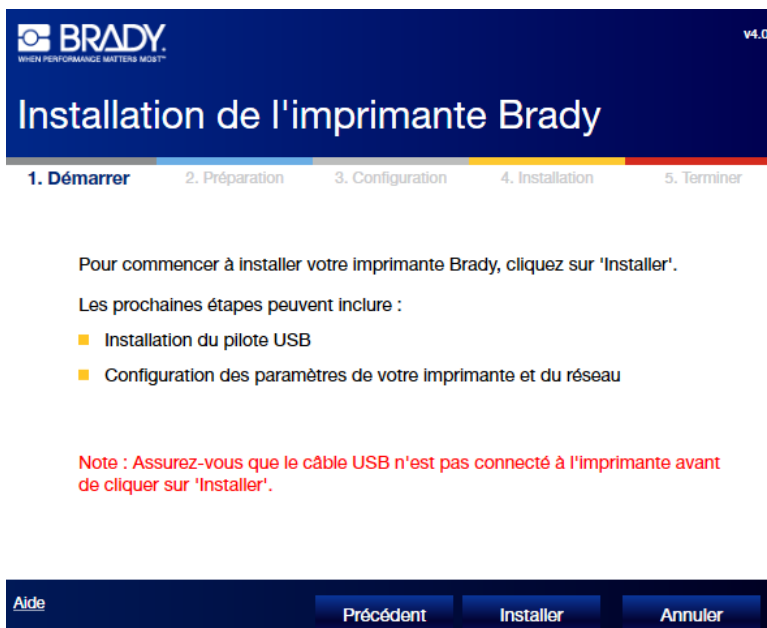 BRADY.
WHEN PERFORMANCE MATTERS MOST™
v4.0
Installation de l'imprimante Brady
1. Démarrer
2. Préparation
3. Configuration
4. Installation
5. Terminer
Pour commencer à installer votre imprimante Brady, cliquez sur 'Installer'.
Les prochaines étapes peuvent inclure :
Installation du pilote USB
Configuration des paramètres de votre imprimante et du réseau
Note : Assurez-vous que le câble USB n'est pas connecté à l'imprimante avant
de cliquer sur 'Installer'.
Aide
Précédent
Installer
Annuler